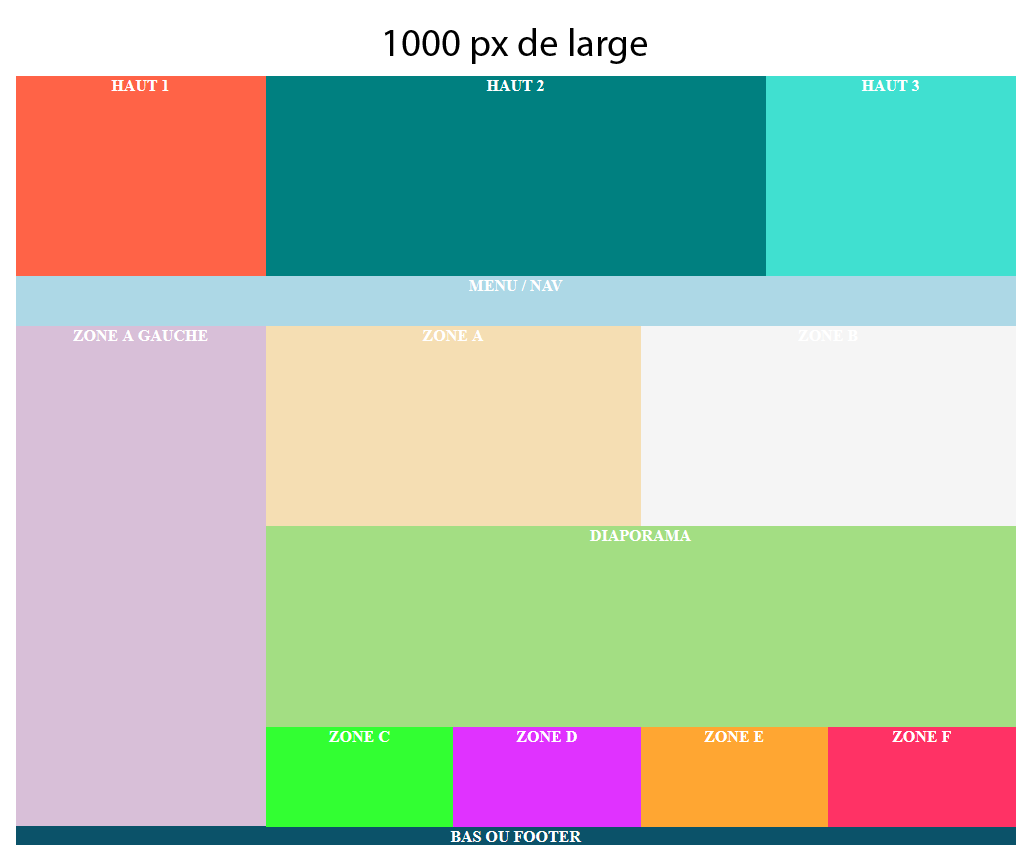 1000 px de large
HAUT 1
HAUT 2
HAUT 3
MENU / NAV
ZONE A GAUCHE
ZONE A
ZONE B
DIAPORAMA
ZONE C
ZONE D
ZONE E
ZONE F
BAS OU FOOTER